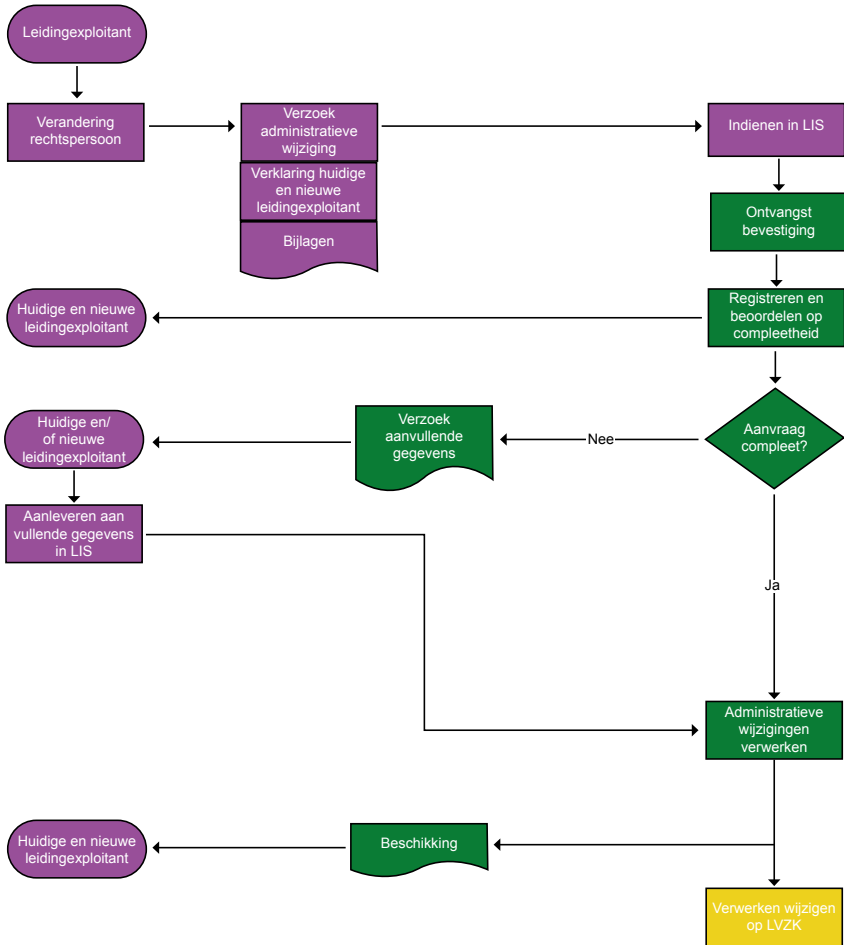 Leidingexploitant
Verandering
rechtspersoon
Verzoek
administratieve
wijziging
Verklaring huidige
en nieuwe
leidingexploitant
Bijlagen
Indienen in LIS
Ontvangst
bevestiging
Registreren en
beoordelen op
compleetheid
Huidige en nieuwe
leidingexploitant
Aanvraag
compleet?
Nee
Verzoek
aanvullende
gegevens
Huidige en/
of nieuwe
leidingexploitant
Aanleveren aan
vullende gegevens
in LIS
Ja
Administratieve
wijzigingen
verwerken
Beschikking
Huidige en nieuwe
leidingexploitant
Verwerken wijzigen
op LVZK